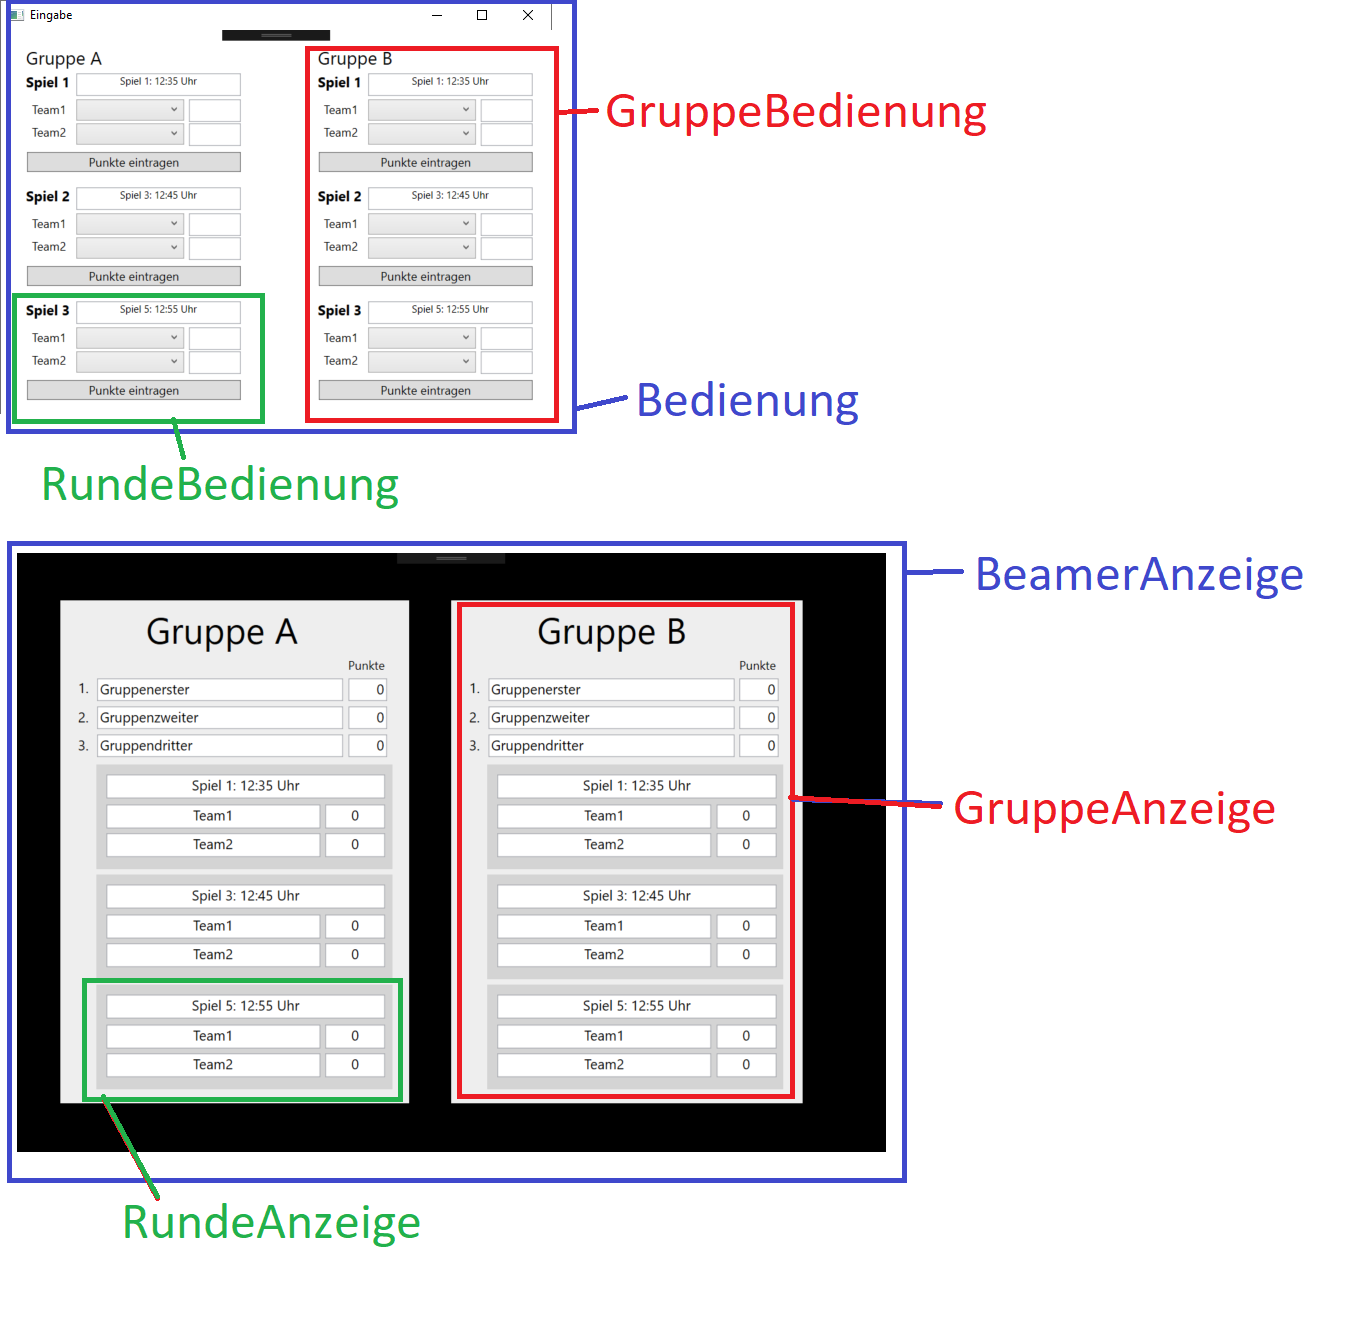 Eingabe
Gruppe A
Spiel 1 Spiel 1: 12:35 Uhr
Team1
Team2
Punkte eintragen
Spiel 2 Spiel 3: 12:45 Uhr
Team1
Team2
Punkte eintragen
Spiel 3 Spiel 5: 12:55 Uhr
Team1
Team2
Punkte eintragen
Gruppe B
Spiel 1 Spiel 1: 12:35 Uhr
Team1
Team2
Punkte eintragen
Spiel 2 Spiel 3: 12:45 Uhr
Team1
Team2
Punkte eintragen
Spiel 3 Spiel 5: 12:55 Uhr
Team1
Team2
Punkte eintragen
GruppeBedienung
Bedienung
RundeBedienung
BeamerAnzeige
Gruppe A
Punkte
1. Gruppenerster 0
2. Gruppenzweiter 0
3. Gruppendritter 0
Spiel 1: 12:35 Uhr
Team1 0
Team2 0
Spiel 3: 12:45 Uhr
Team1 0
Team2 0
Spiel 5: 12:55 Uhr
Team1 0
Team2 0
Gruppe B
Punkte
1. Gruppenerster 0
2. Gruppenzweiter 0
3. Gruppendritter 0
Spiel 1: 12:35 Uhr
Team1 0
Team2 0
Spiel 3: 12:45 Uhr
Team1 0
Team2 0
Spiel 5: 12:55 Uhr
Team1 0
Team2 0
GruppeAnzeige
RundeAnzeige